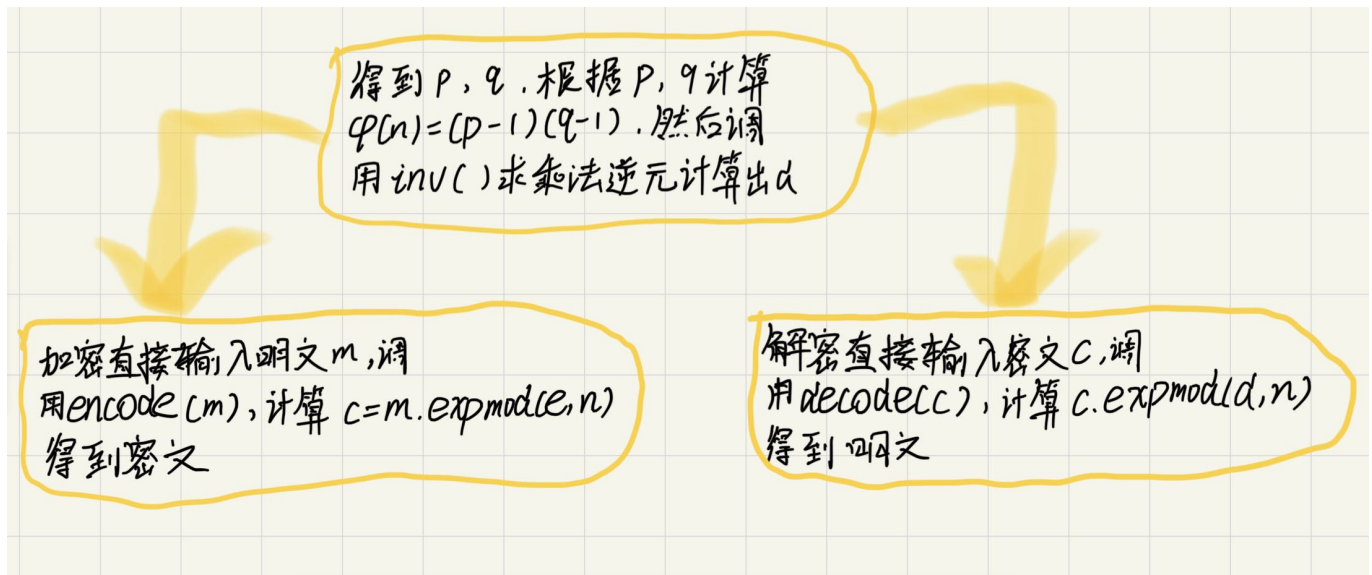 得到p,q.根据p,q计算
φ(n)=(p-1)(q-1).然后调
用inv()求乘法逆元计算出d
加密直接输入明文m,调
用encode(m),计算 c=m.expmod(e,n)
得到密文
解密直接输入密文c,调
用decode(c),计算 c.expmod(d,n)
得到明文